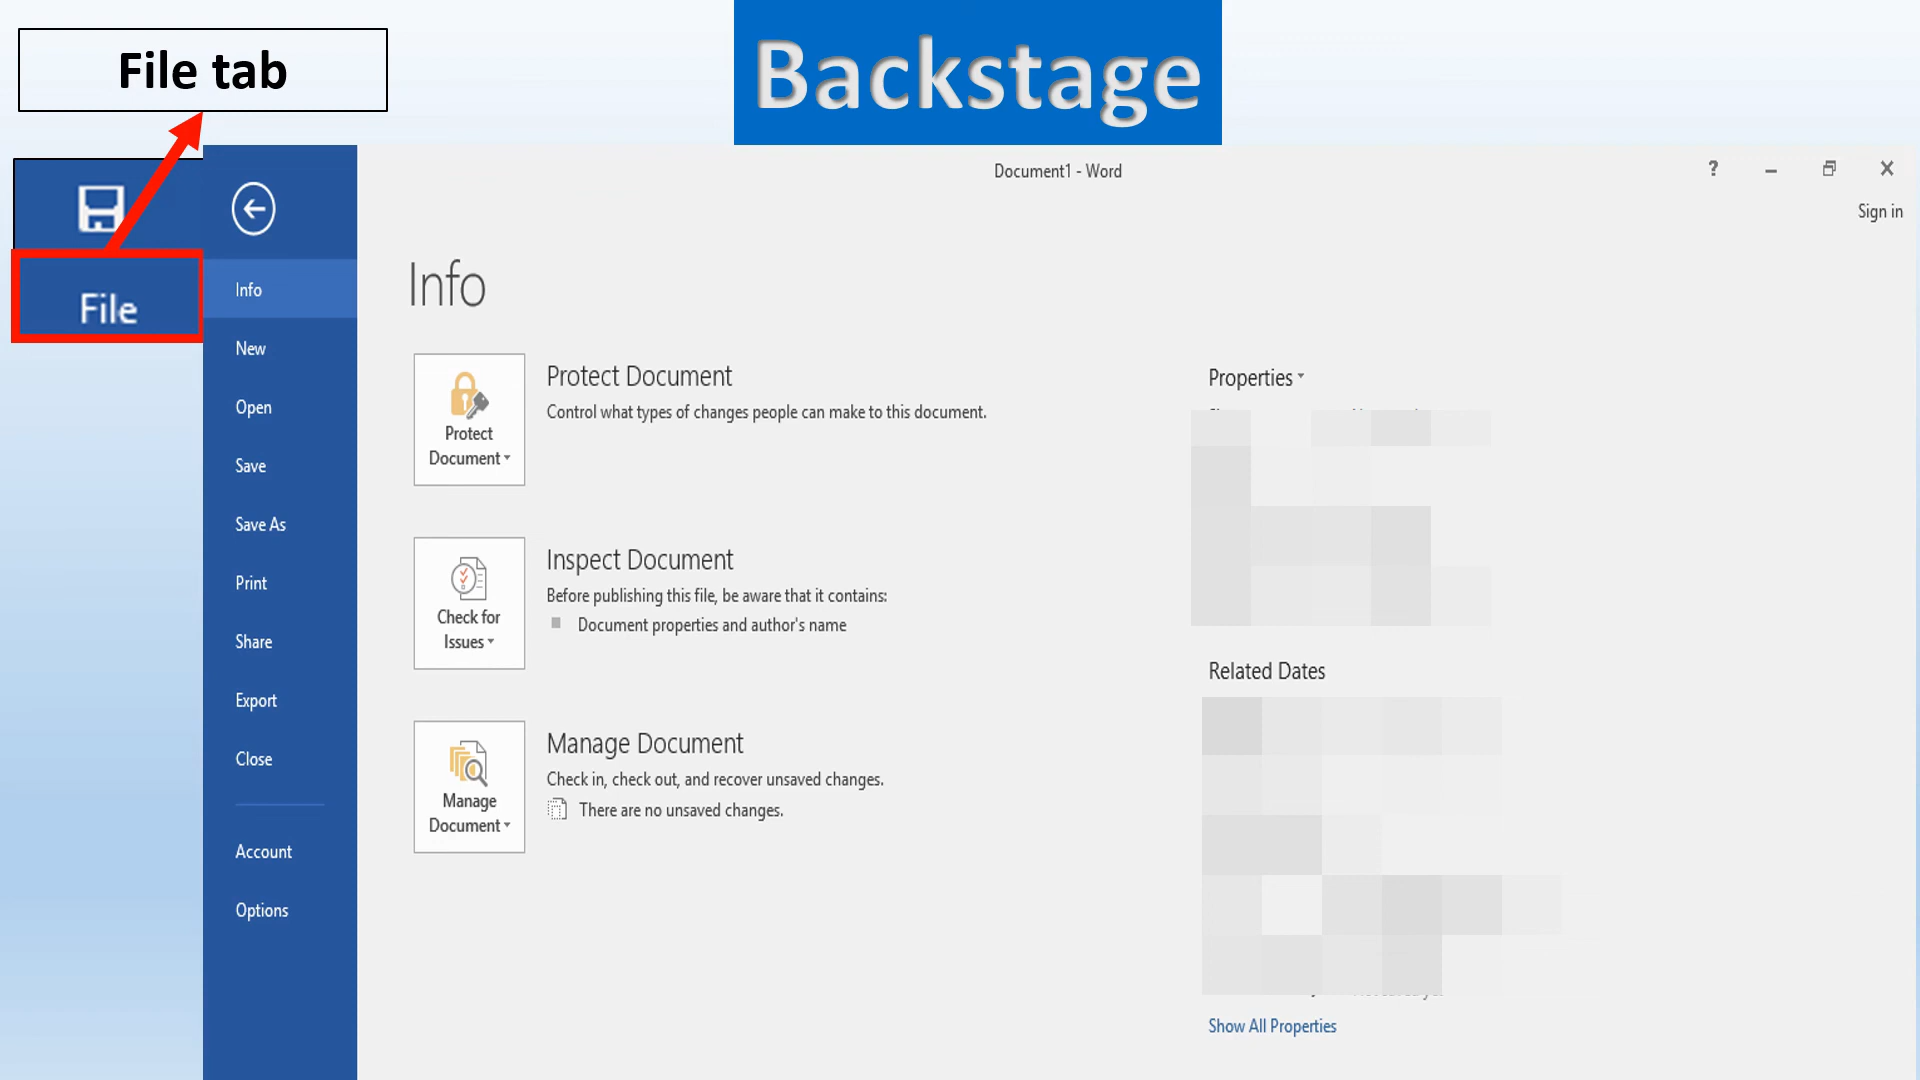 File tab
Backstage
Document1 - Word
?
Sign in
File
Info
New
Open
Save
Save As
Print
Share
Export
Close
Account
Options
Info
Protect
Document
Protect Document
Control what types of changes people can make to this document.
Check for
Issues
Inspect Document
Before publishing this file, be aware that it contains:
Document properties and author's name
Manage
Document
Manage Document
Check in, check out, and recover unsaved changes.
There are no unsaved changes.
Properties
Related Dates
Show All Properties